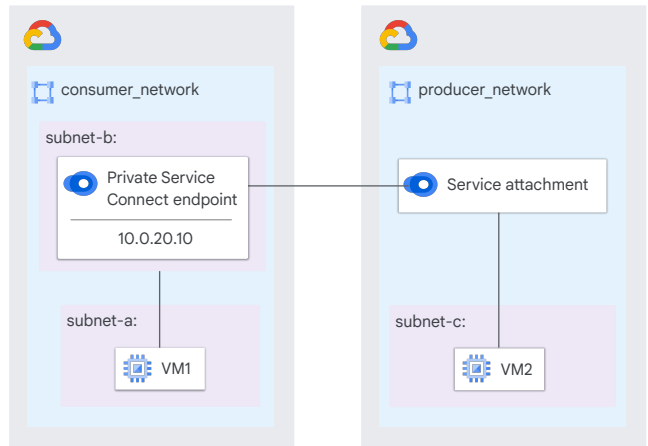 consumer_network
subnet-b:
Private Service
Connect endpoint
10.0.20.10
subnet-a:
VM1
producer_network
Service attachment
subnet-c:
VM2